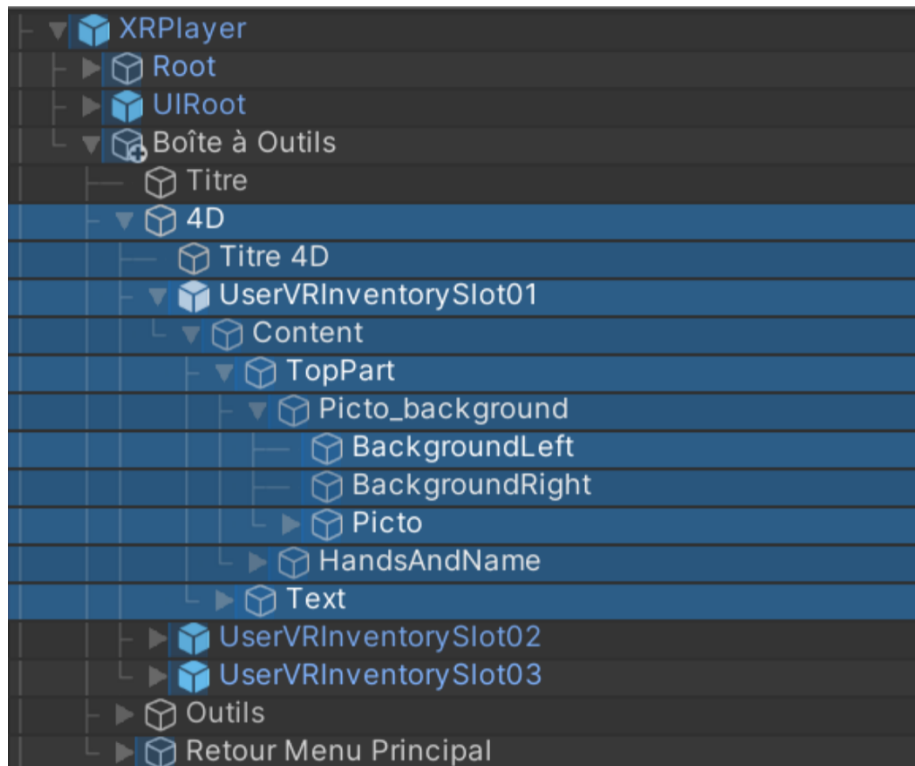 XRPlayer
Root
UIRoot
Boîte à Outils
Titre
4D
Titre 4D
UserVRInventorySlot01
Content
TopPart
Picto_background
BackgroundLeft
BackgroundRight
Picto
HandsAndName
Text
UserVRInventorySlot02
UserVRInventorySlot03
Outils
Retour Menu Principal